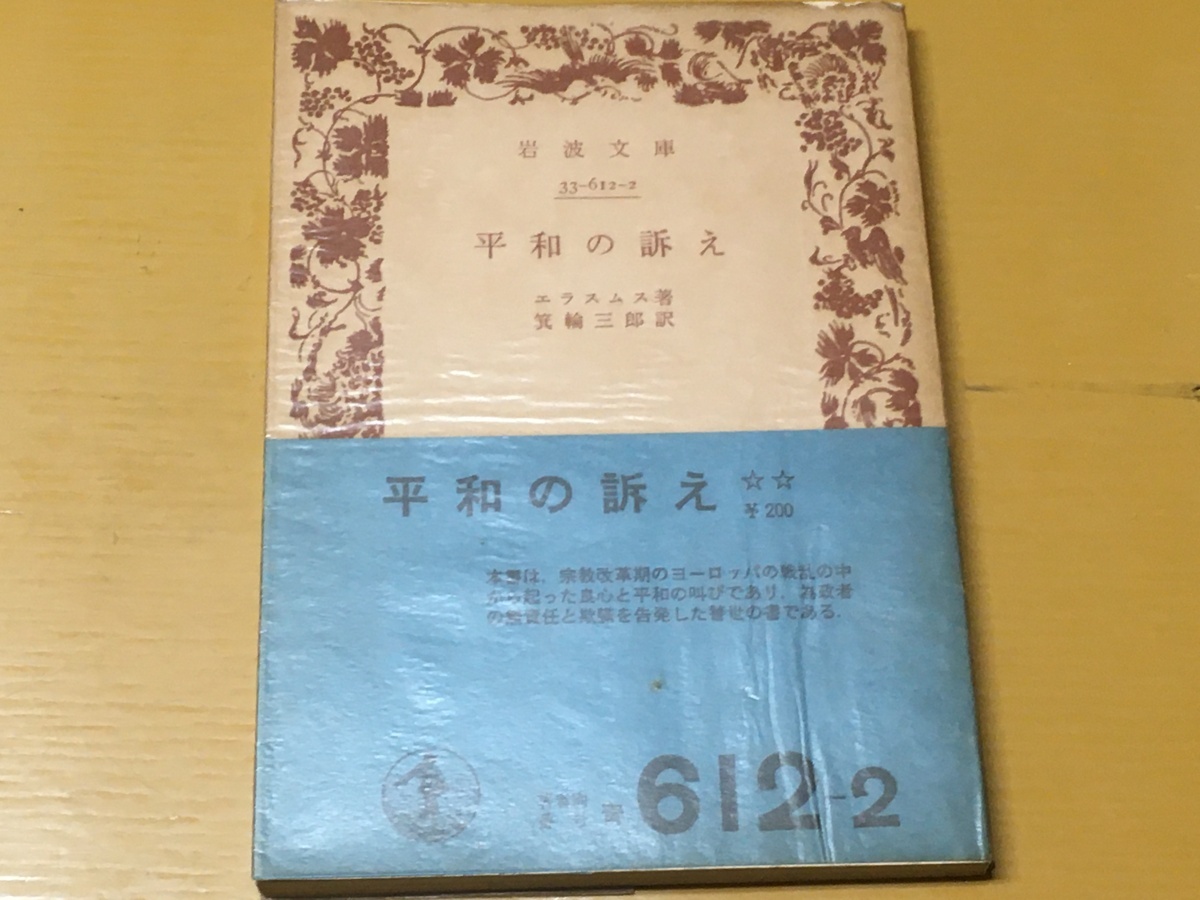 岩波文庫
33-612-2
平和の訴え
エラスムス著
箕輪三郎訳
平和の訴え ☆☆
¥200
本書は，宗教改革期のヨーロッパの戦乱の中
から起った良心と平和の叫びであり，為政者
の無責任と欺瞞を告発した警世の書である．
青 612-2